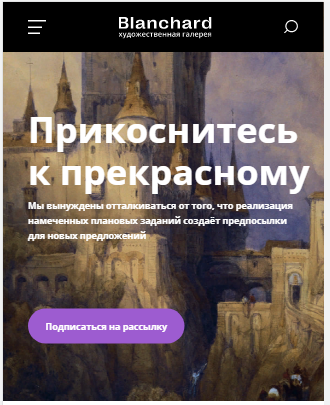 Blanchard
художественная галерея
Прикоснитесь
к прекрасному
Мы вынуждены отталкиваться от того, что реализация
намеченных плановых заданий создаёт предпосылки
для новых предложений
Подписаться на рассылку